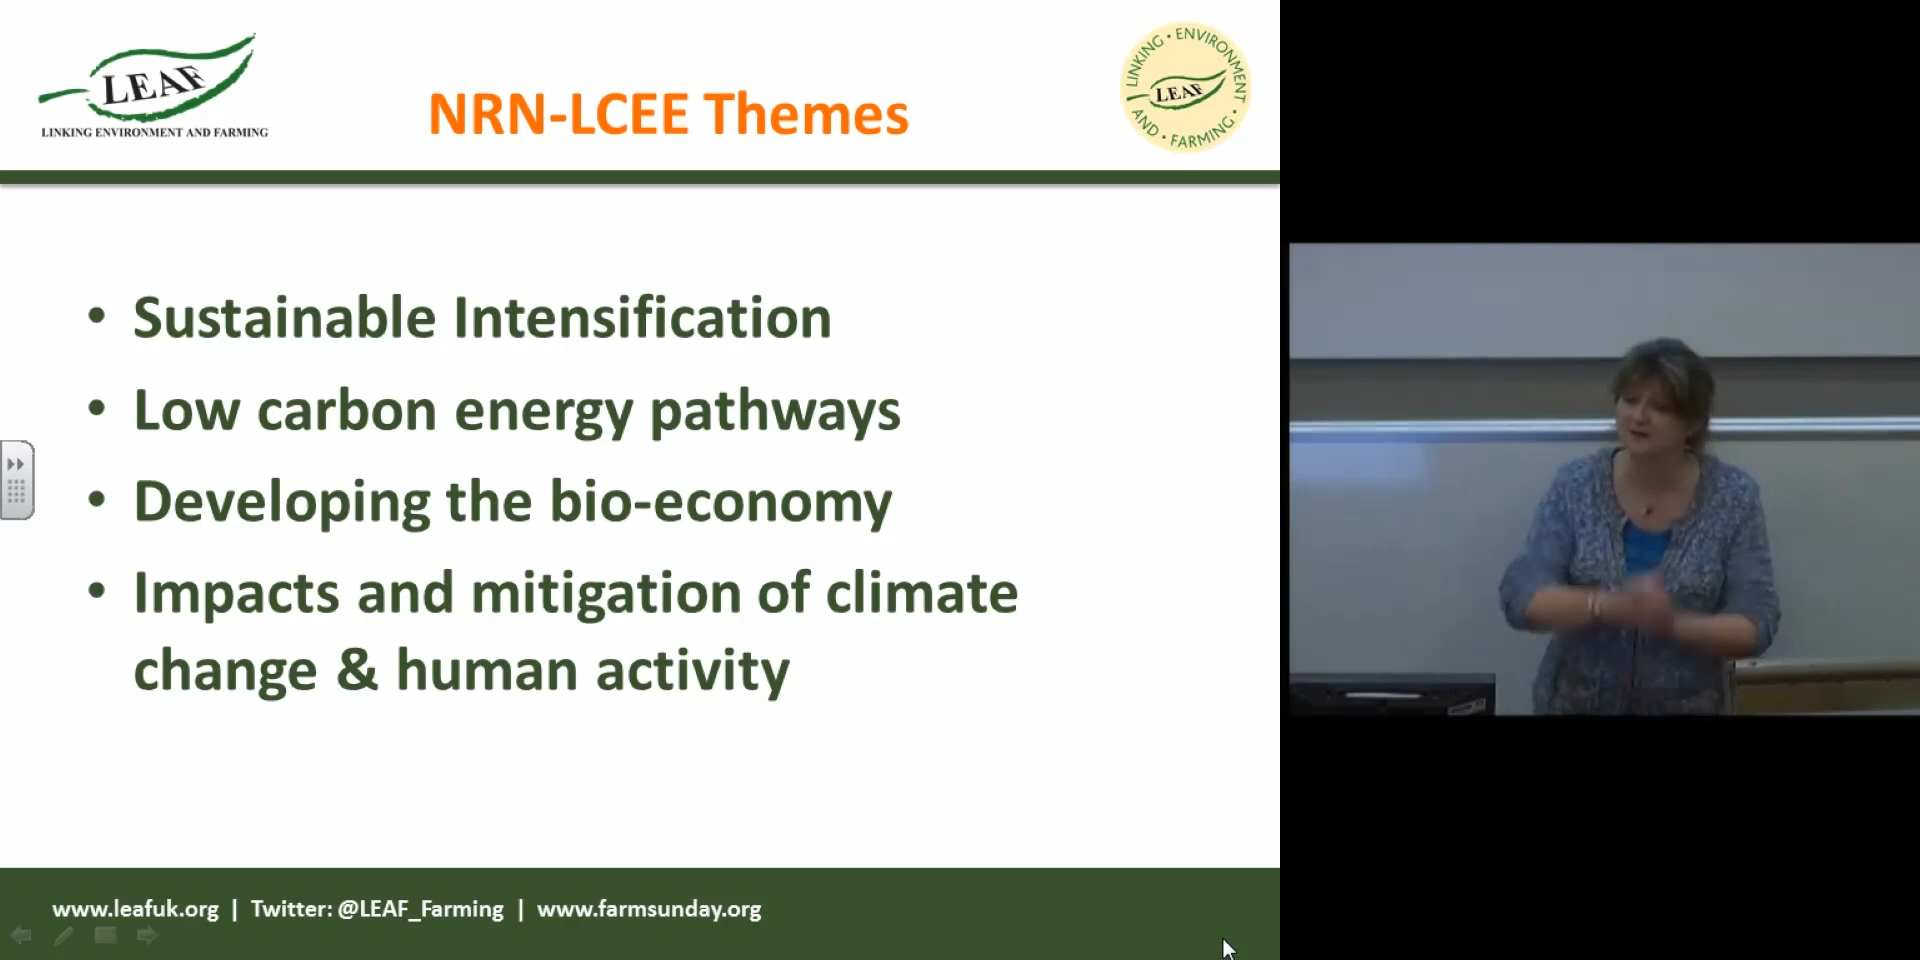 LEAF
LINKING ENVIRONMENT AND FARMING
NRN-LCEE Themes
LINKING • ENVIRONMENT • AND • FARMING •
LEAF
• Sustainable Intensification
• Low carbon energy pathways
• Developing the bio-economy
• Impacts and mitigation of climate
change & human activity
www.leafuk.org | Twitter: @LEAF_Farming | www.farmsunday.org